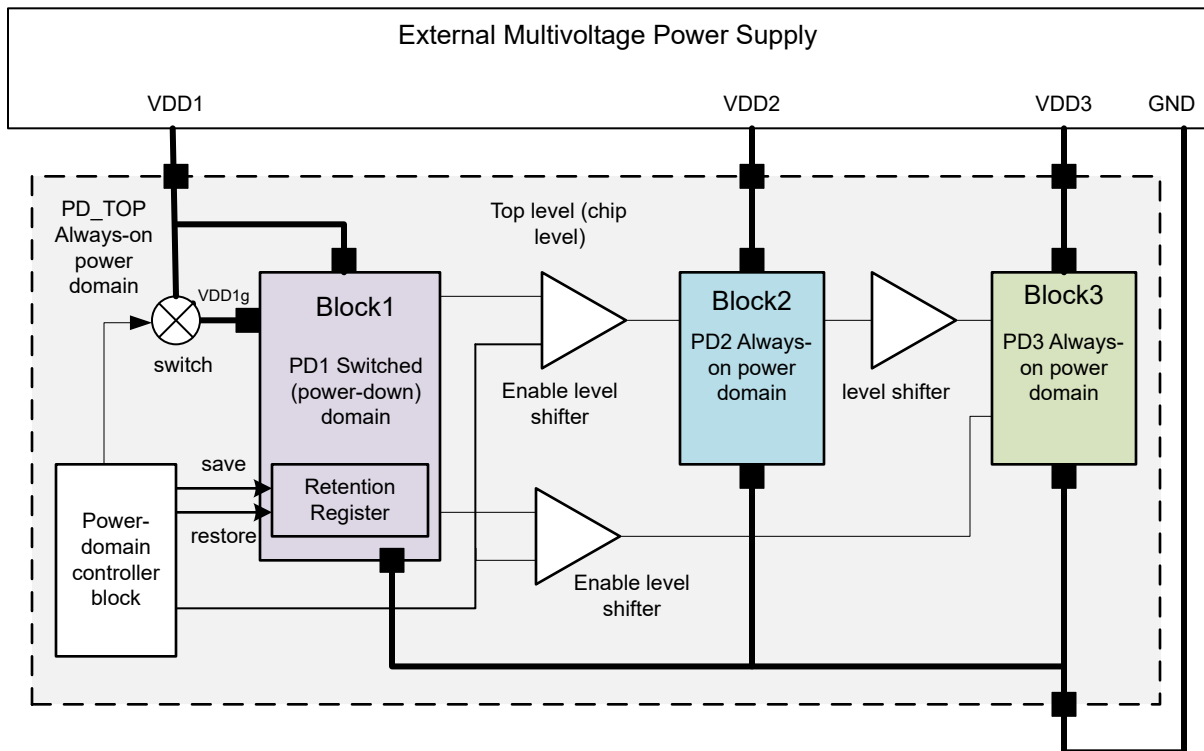 External Multivoltage Power Supply
VDD1
VDD2
VDD3
GND
PD_TOP
Always-on
power
domain
Top level (chip
level)
VDD1g
switch
Block1
PD1 Switched
(power-down)
domain
Enable level
shifter
Block2
PD2 Always-
on power
domain
level shifter
Block3
PD3 Always-
on power
domain
save
restore
Retention
Register
Power-
domain
controller
block
Enable level
shifter